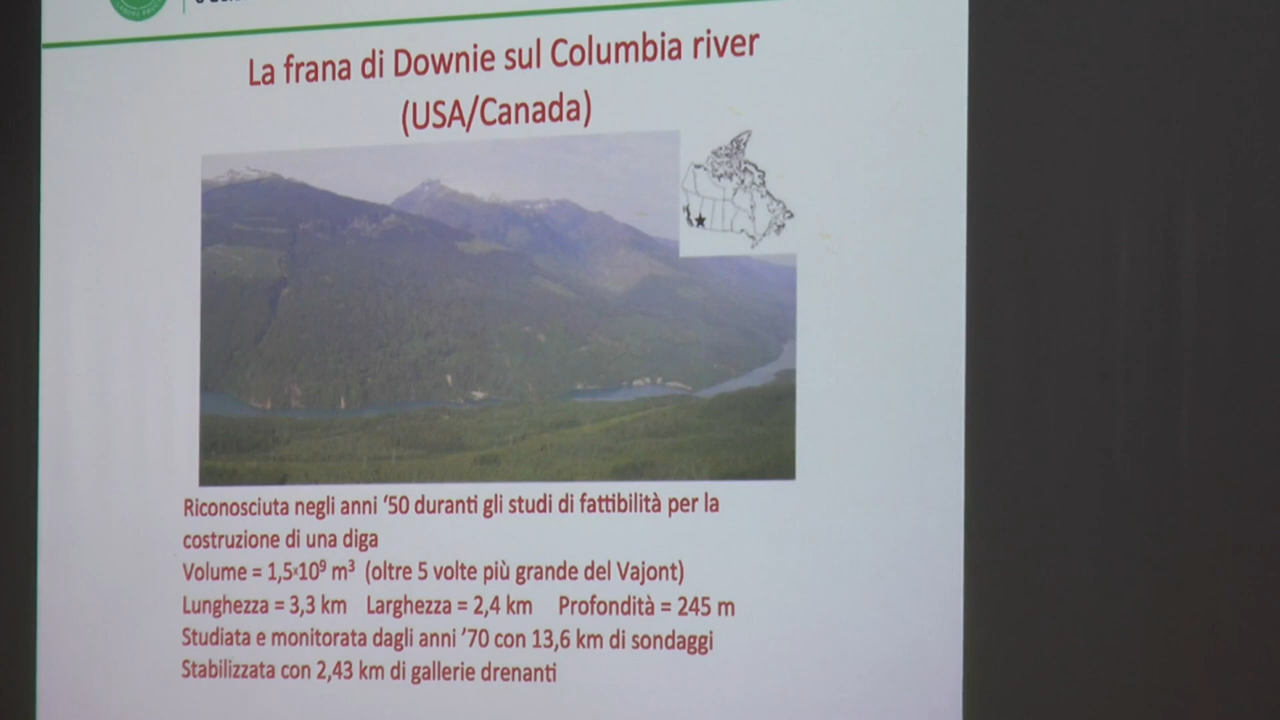 La frana di Downie sul Columbia river
(USA/Canada)
Riconosciuta negli anni ‘50 duranti gli studi di fattibilità per la
costruzione di una diga
Volume = 1,5x10⁹ m³ (oltre 5 volte più grande del Vajont)
Lunghezza = 3,3 km Larghezza = 2,4 km Profondità = 245 m
Studiata e monitorata dagli anni ’70 con 13,6 km di sondaggi
Stabilizzata con 2,43 km di gallerie drenanti